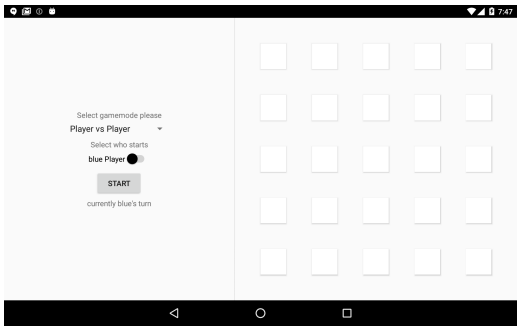 7:47
Select gamemode please
Player vs Player
Select who starts
blue Player
START
currently blue's turn